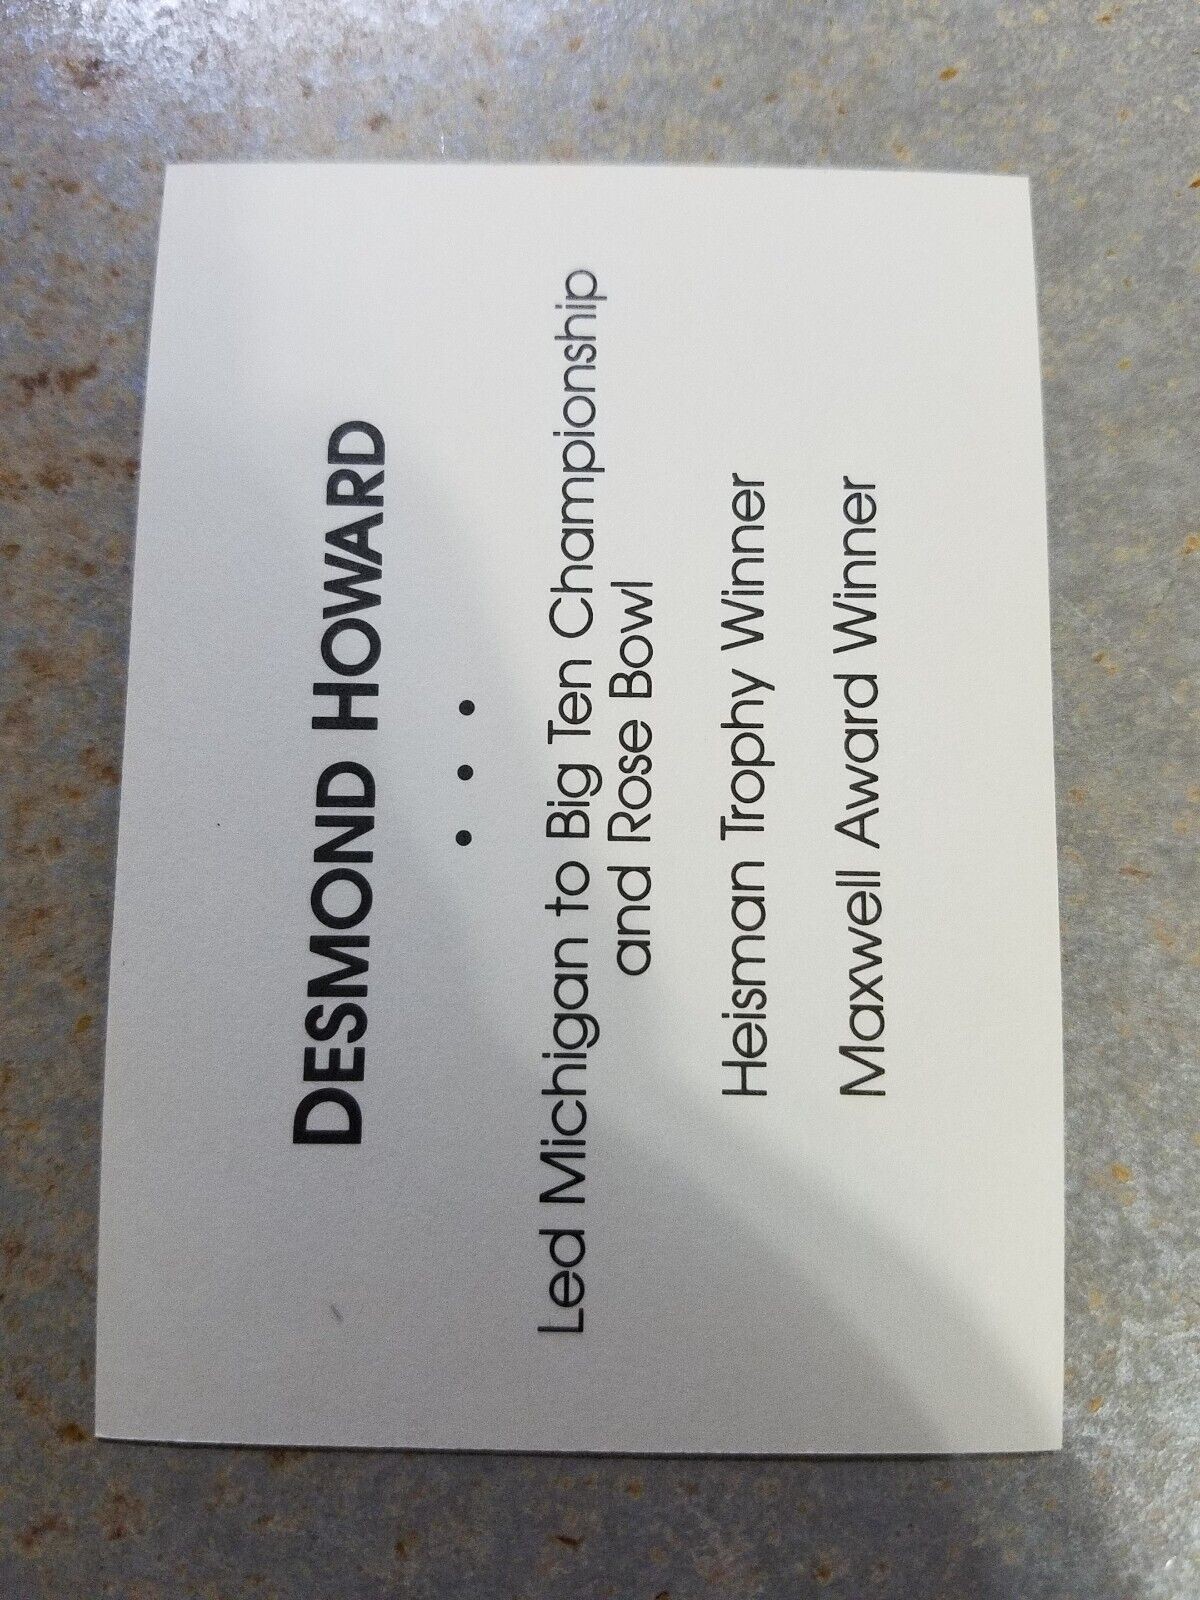 DESMOND HOWARD
• • •
Led Michigan to Big Ten Championship
and Rose Bowl
Heisman Trophy Winner
Maxwell Award Winner